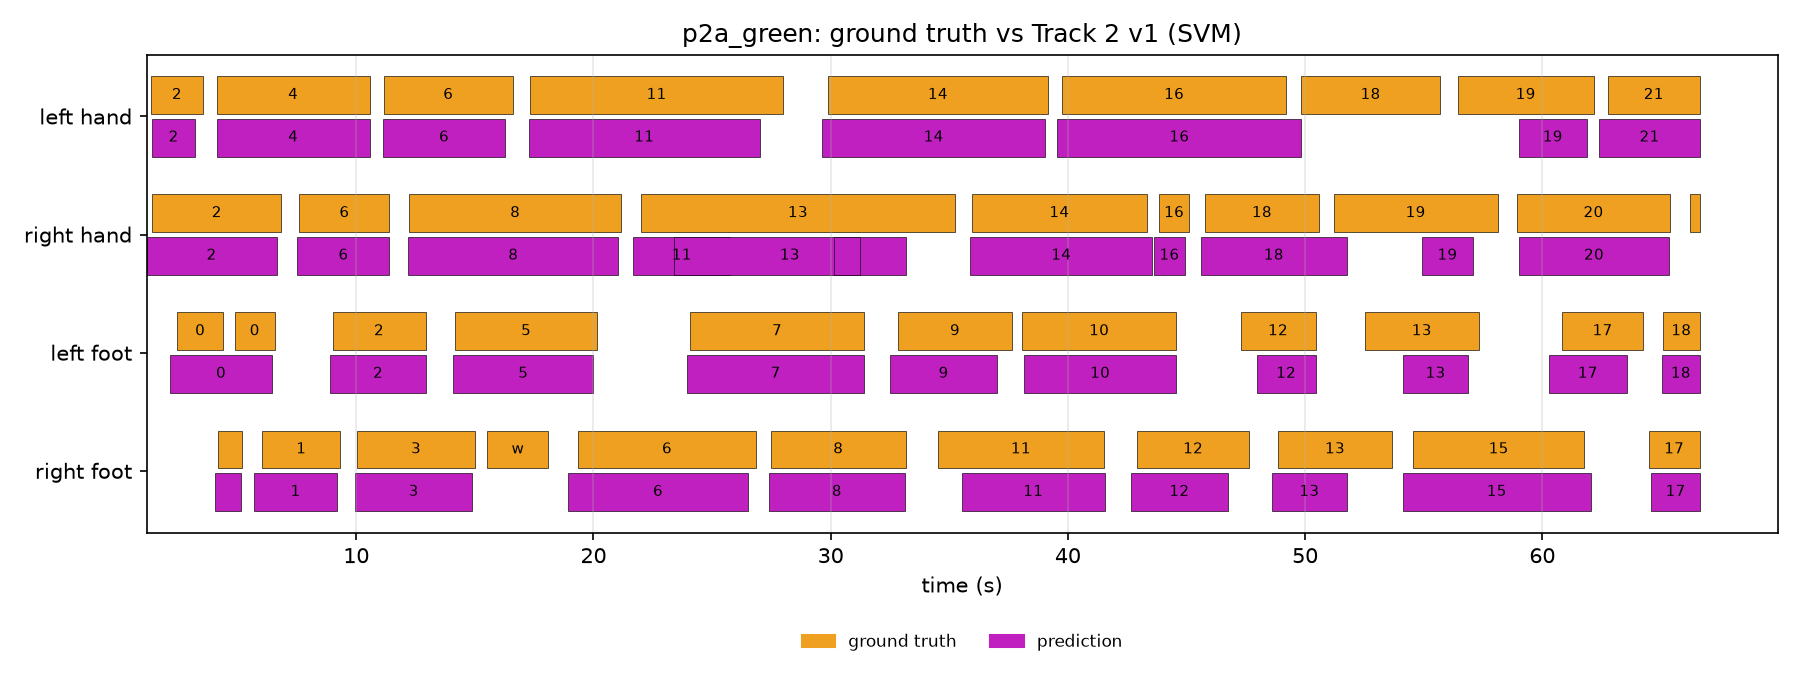 p2a_green: ground truth vs Track 2 v1 (SVM)
left hand
2 4 6 11 14 16 18 19 21
2 4 6 11 14 16 19 21
right hand
2 6 8 13 14 16 18 19 20
2 6 8 11 13 14 16 18 19 20
left foot
0 0 2 5 7 9 10 12 13 17 18
0 2 5 7 9 10 12 13 17 18
right foot
1 3 w 6 8 11 12 13 15 17
1 3 6 8 11 12 13 15 17
10 20 30 40 50 60
time (s)
ground truth prediction